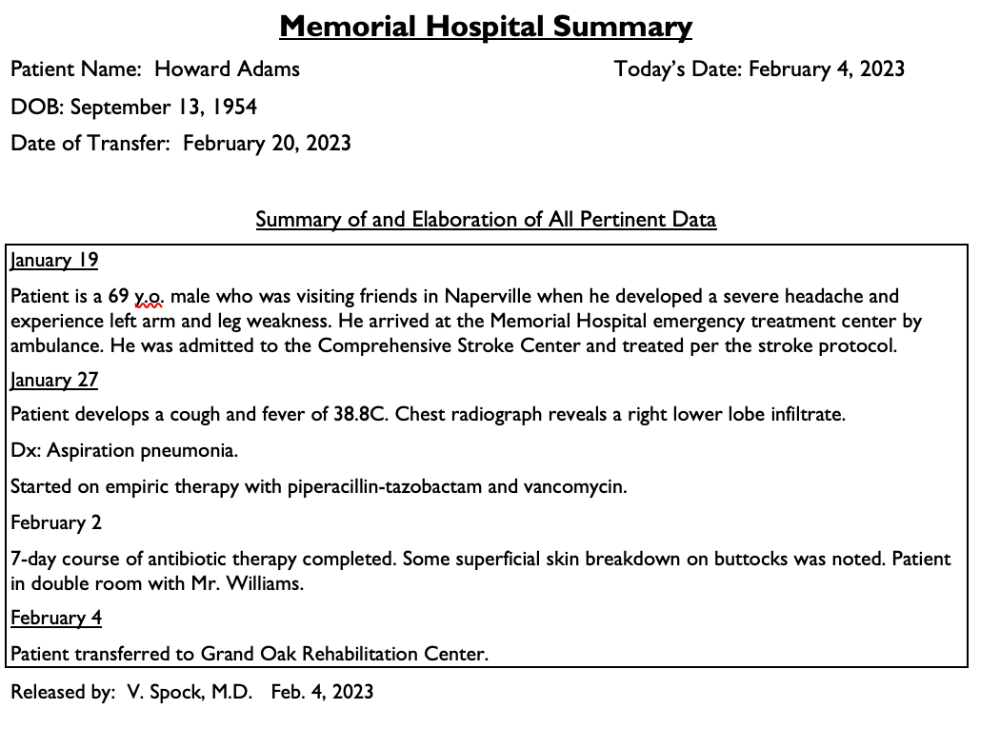 Memorial Hospital Summary
Patient Name:  Howard Adams
Today's Date: February 4, 2023
DOB: September 13, 1954
Date of Transfer:  February 20, 2023
Summary of and Elaboration of All Pertinent Data
January 19
Patient is a 69 y.o. male who was visiting friends in Naperville when he developed a severe headache and
experience left arm and leg weakness. He arrived at the Memorial Hospital emergency treatment center by
ambulance. He was admitted to the Comprehensive Stroke Center and treated per the stroke protocol.
January 27
Patient develops a cough and fever of 38.8C. Chest radiograph reveals a right lower lobe infiltrate.
Dx: Aspiration pneumonia.
Started on empiric therapy with piperacillin-tazobactam and vancomycin.
February 2
7-day course of antibiotic therapy completed. Some superficial skin breakdown on buttocks was noted. Patient
in double room with Mr. Williams.
February 4
Patient transferred to Grand Oak Rehabilitation Center.
Released by:  V. Spock, M.D.   Feb. 4, 2023